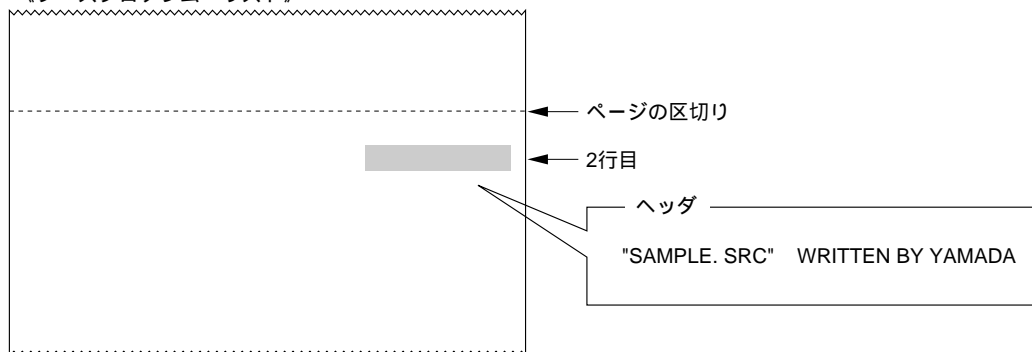 ページの区切り
2行目
ヘッダ
"SAMPLE. SRC" WRITTEN BY YAMADA